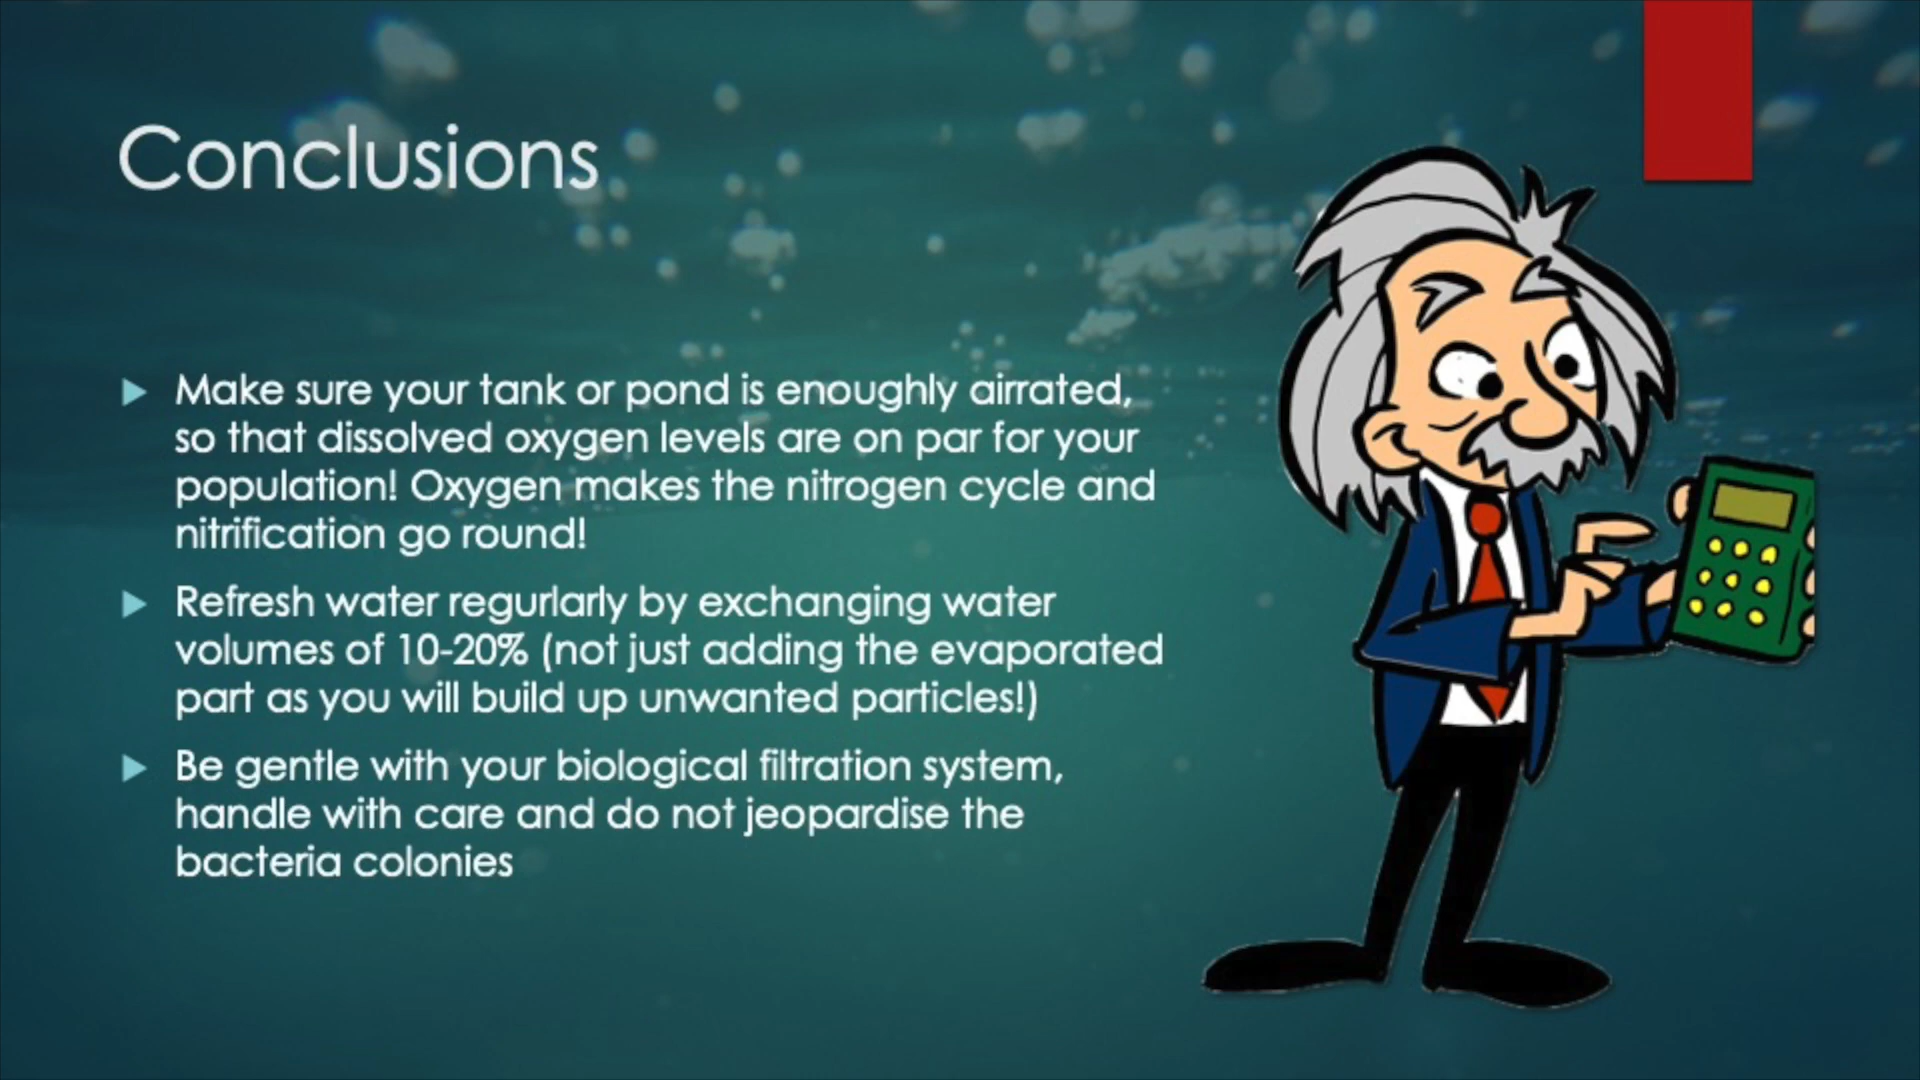 Conclusions
Make sure your tank or pond is enoughly airrated,
so that dissolved oxygen levels are on par for your
population! Oxygen makes the nitrogen cycle and
nitrification go round!
Refresh water regurlarly by exchanging water
volumes of 10-20% (not just adding the evaporated
part as you will build up unwanted particles!)
Be gentle with your biological filtration system,
handle with care and do not jeopardise the
bacteria colonies